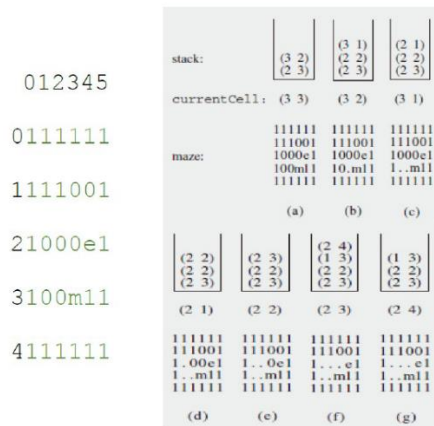 012345
0111111
1111001
21000e1
3100m11
4111111
stack:
(3 1) (2 1)
(3 2) (2 2) (2 2)
(2 3) (2 3) (2 3)
currentCell: (3 3) (3 2) (3 1)
111111 111111 111111
111001 111001 111001
maze: 1000e1 1000e1 1000e1
100m11 10.m11 1..m11
111111 111111 111111
(a) (b) (c)
(2 4)
(2 2) (2 3) (1 3) (1 3)
(2 2) (2 2) (2 2) (2 2)
(2 3) (2 3) (2 3) (2 3)
(2 1) (2 2) (2 3) (2 4)
111111 111111 111111 111111
111001 111001 111001 111001
1.00e1 1..0e1 1...e1 1...e1
1..m11 1..m11 1..m11 1..m11
111111 111111 111111 111111
(d) (e) (f) (g)